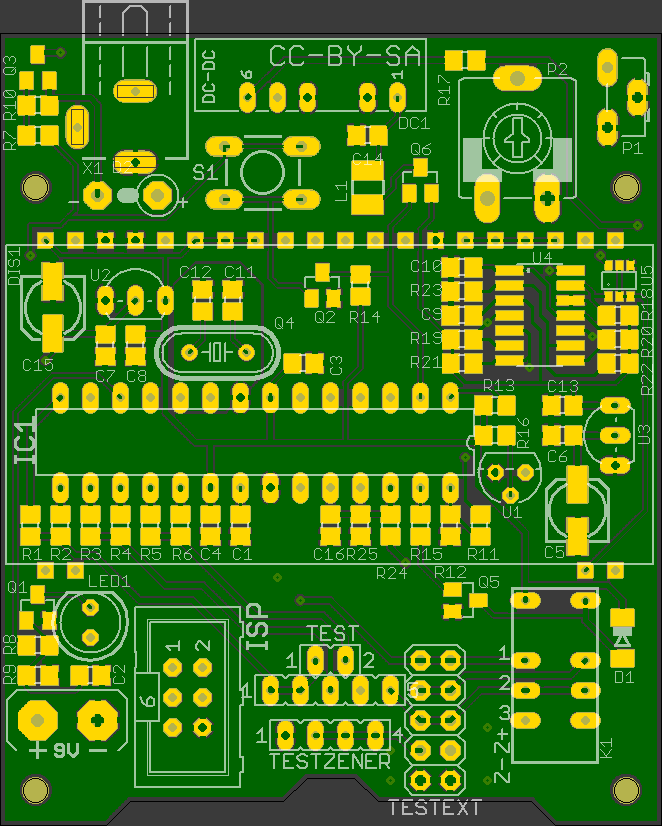 Q3
DC-DC
6
CC-BY-SA
1
DC1
R17
P2
P1
R10
R7
X1
D2
-
+
S1
C14
L1
Q6
DIS1
U2
C12
C11
Q2
R14
C10
R23
C9
R19
R21
U4
U5
R18
R20
R22
C15
C7
C8
Q4
C3
IC1
R13
C13
R16
C6
U3
U1
C5
R1
R2
R3
R4
R5
R6
C4
C1
C16
R25
R24
R15
R11
Q1
LED1
R12
Q5
R8
R9
C2
+ 9V -
1
2
6
ISP
TEST
1
2
1
5
1
4
TESTZENER
TESTEXT
1
2
3
N-N+
K1
D1